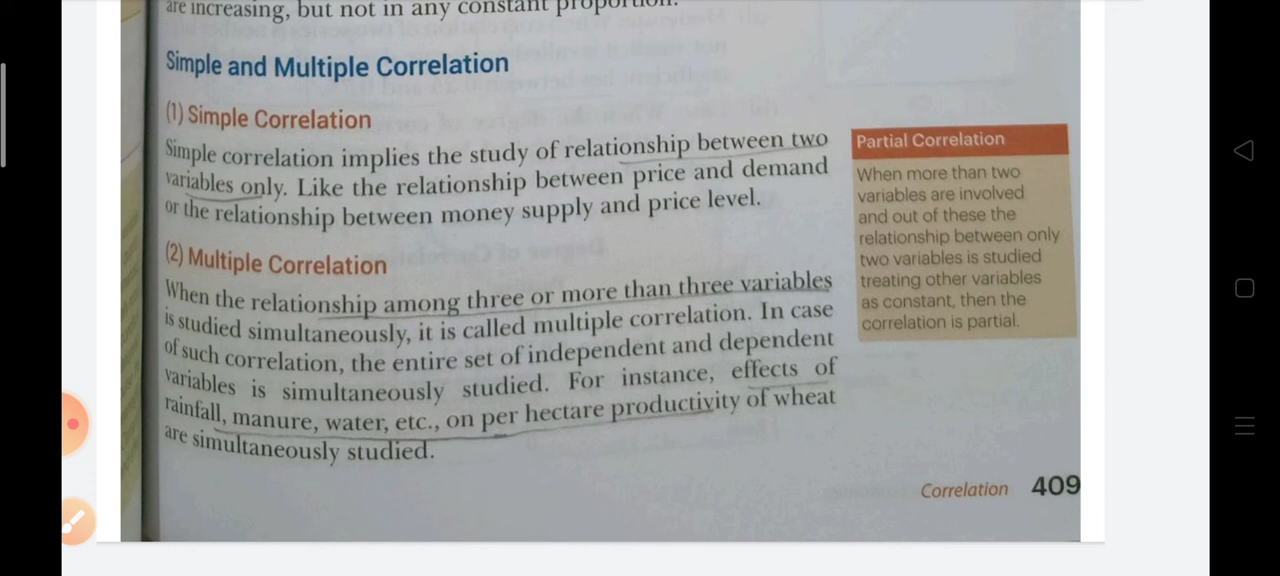 are increasing, but not in any constant proportion.
Simple and Multiple Correlation
(1) Simple Correlation
Simple correlation implies the study of relationship between two
variables only. Like the relationship between price and demand
or the relationship between money supply and price level.
(2) Multiple Correlation
When the relationship among three or more than three variables
is studied simultaneously, it is called multiple correlation. In case
of such correlation, the entire set of independent and dependent
variables is simultaneously studied. For instance, effects of
rainfall, manure, water, etc., on per hectare productivity of wheat
are simultaneously studied.
Partial Correlation
When more than two
variables are involved
and out of these the
relationship between only
two variables is studied
treating other variables
as constant, then the
correlation is partial.
Correlation 409